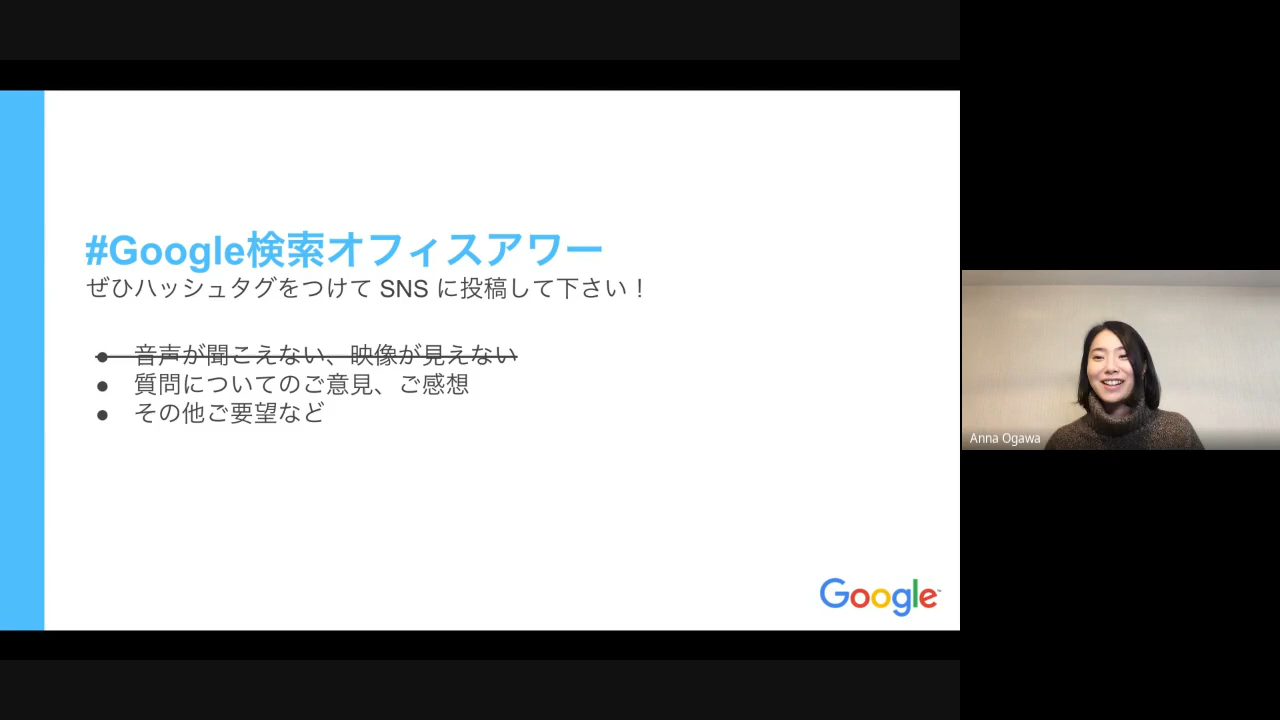 #Google検索オフィスアワー
ぜひハッシュタグをつけて SNS に投稿して下さい！
● 音声が聞こえない、映像が見えない
● 質問についてのご意見、ご感想
● その他ご要望など
Google™
Anna Ogawa